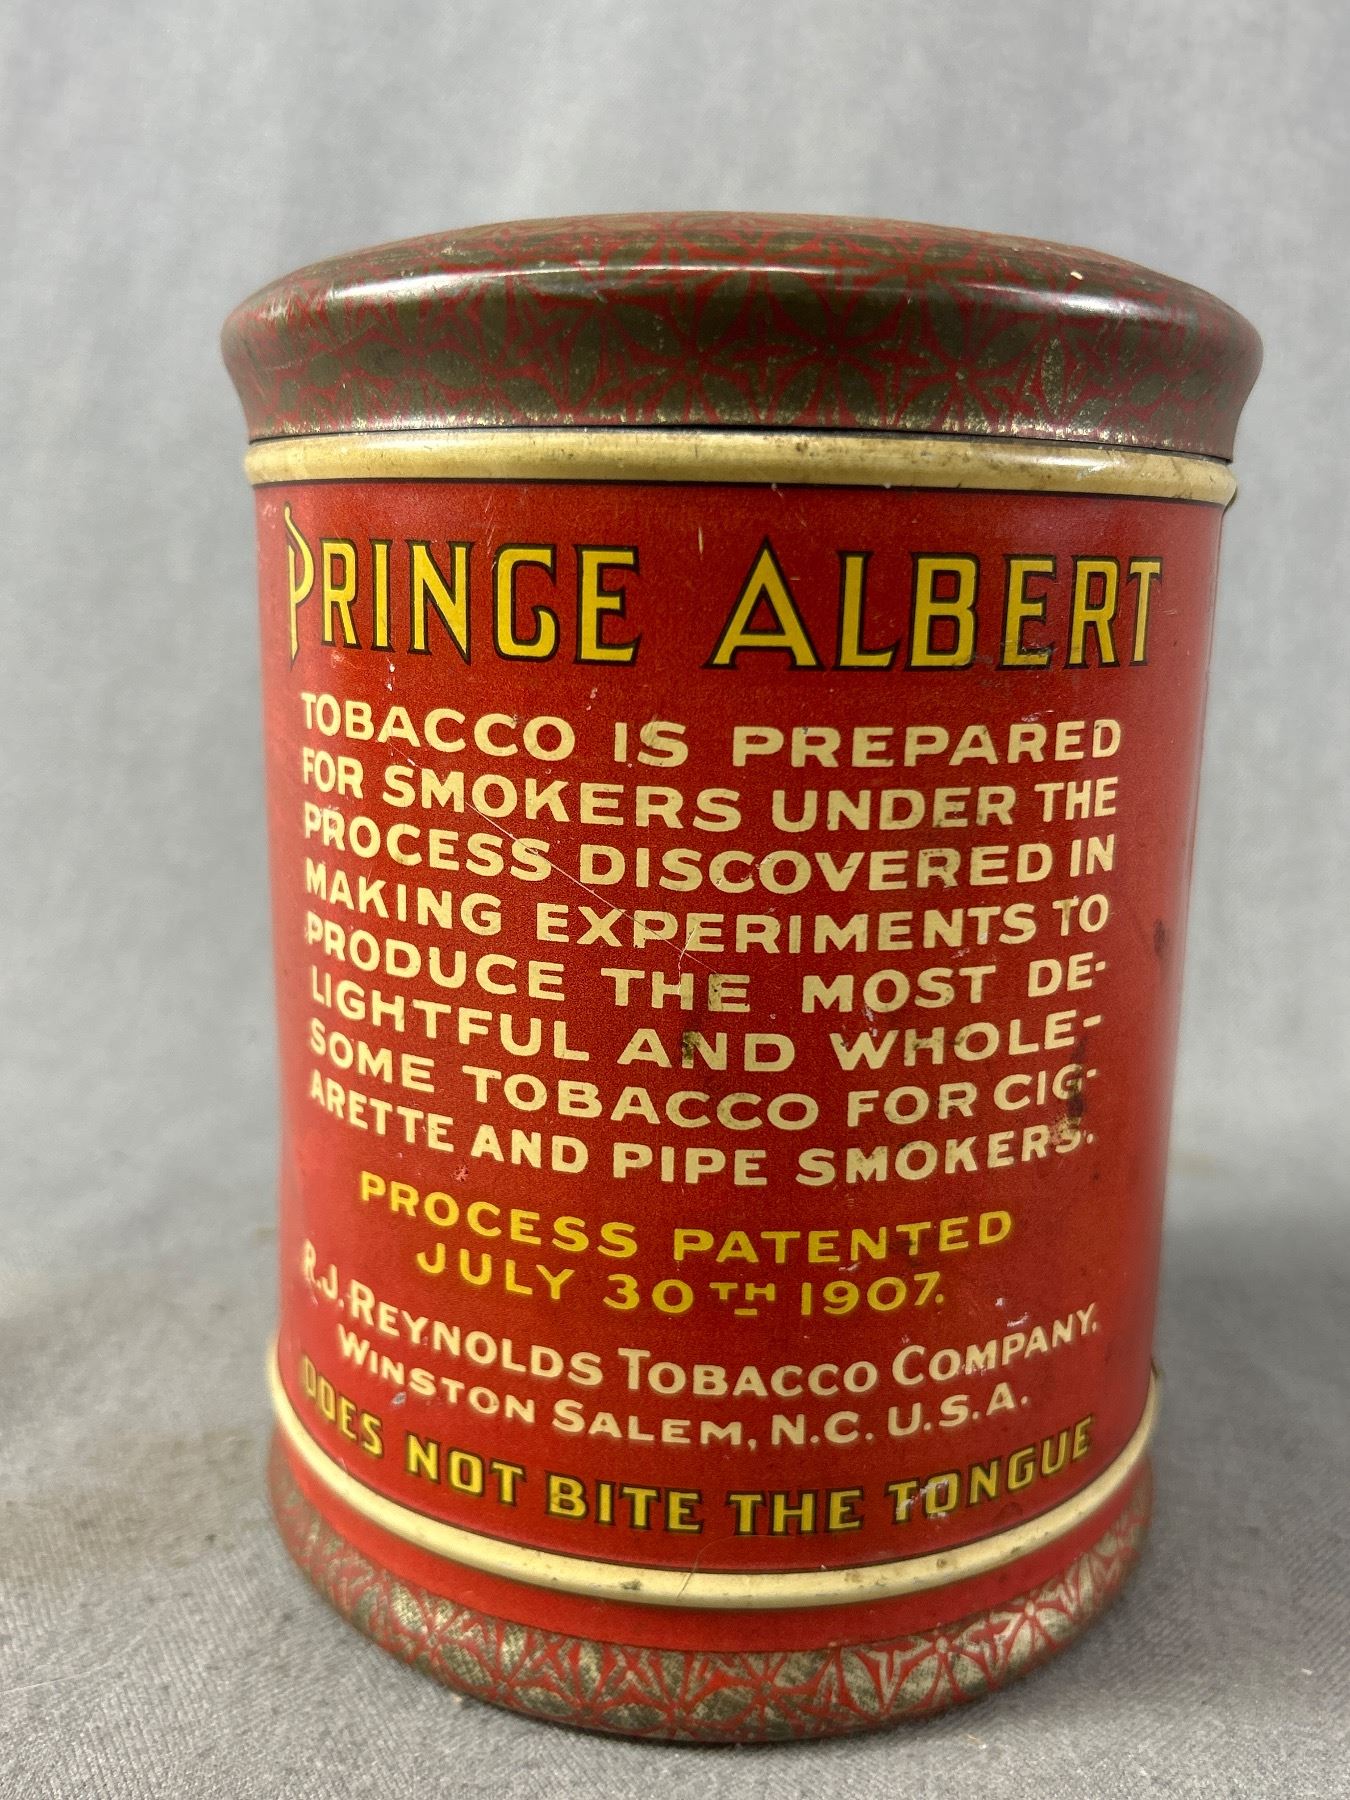 PRINCE ALBERT
TOBACCO IS PREPARED
FOR SMOKERS UNDER THE
PROCESS DISCOVERED IN
MAKING EXPERIMENTS TO
PRODUCE THE MOST DE-
LIGHTFUL AND WHOLE-
SOME TOBACCO FOR CIG-
ARETTE AND PIPE SMOKERS.
PROCESS PATENTED
JULY 30TH 1907.
R.J. REYNOLDS TOBACCO COMPANY,
WINSTON SALEM, N.C. U.S.A.
DOES NOT BITE THE TONGUE